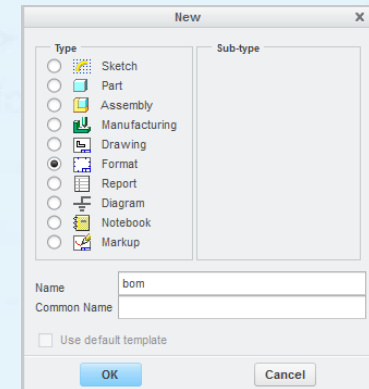 New
x
Type
Sub-type
Sketch
Part
Assembly
Manufacturing
Drawing
Format
Report
Diagram
Notebook
Markup
Name bom
Common Name
Use default template
OK Cancel